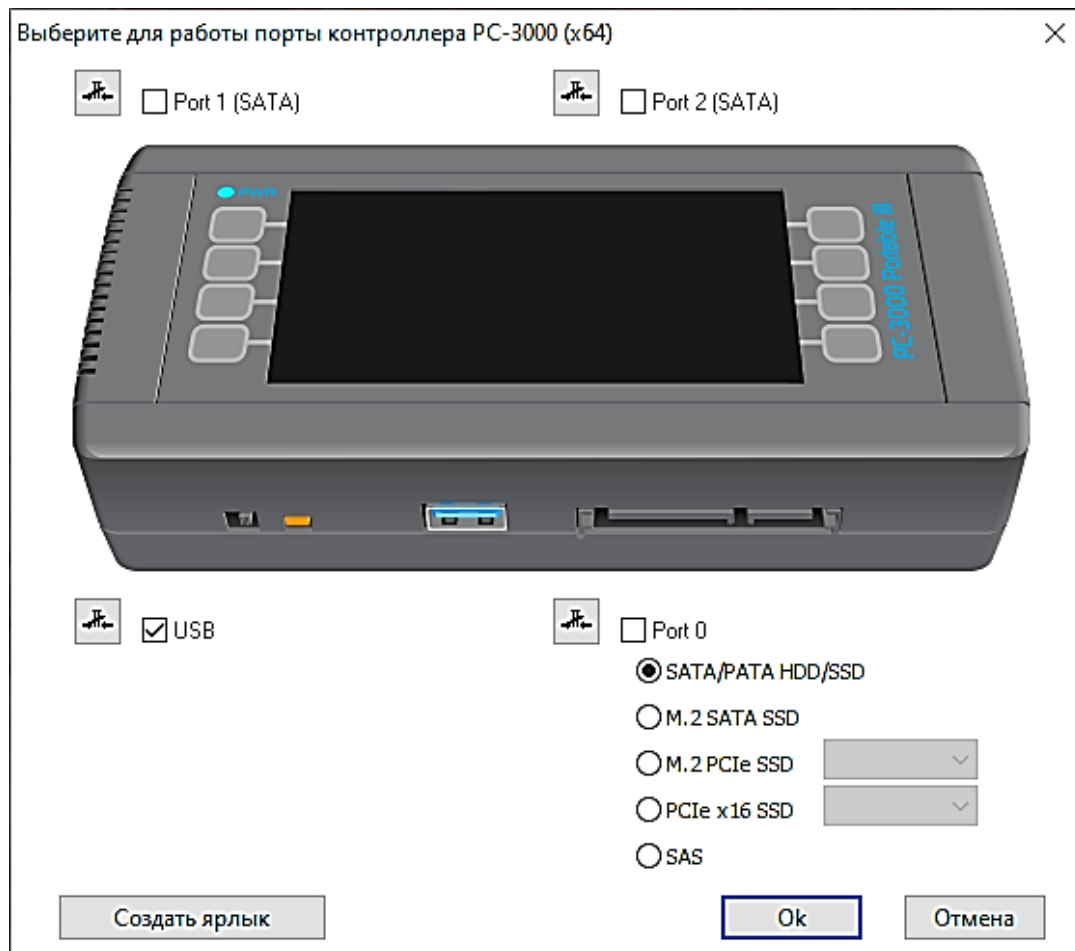 Выберите для работы порты контроллера PC-3000 (x64)
Port 1 (SATA)
Port 2 (SATA)
PWR
PC-3000 Portable III
USB
Port 0
SATA/PATA HDD/SSD
M.2 SATA SSD
M.2 PCIe SSD
PCIe x16 SSD
SAS
Создать ярлык
Ok
Отмена